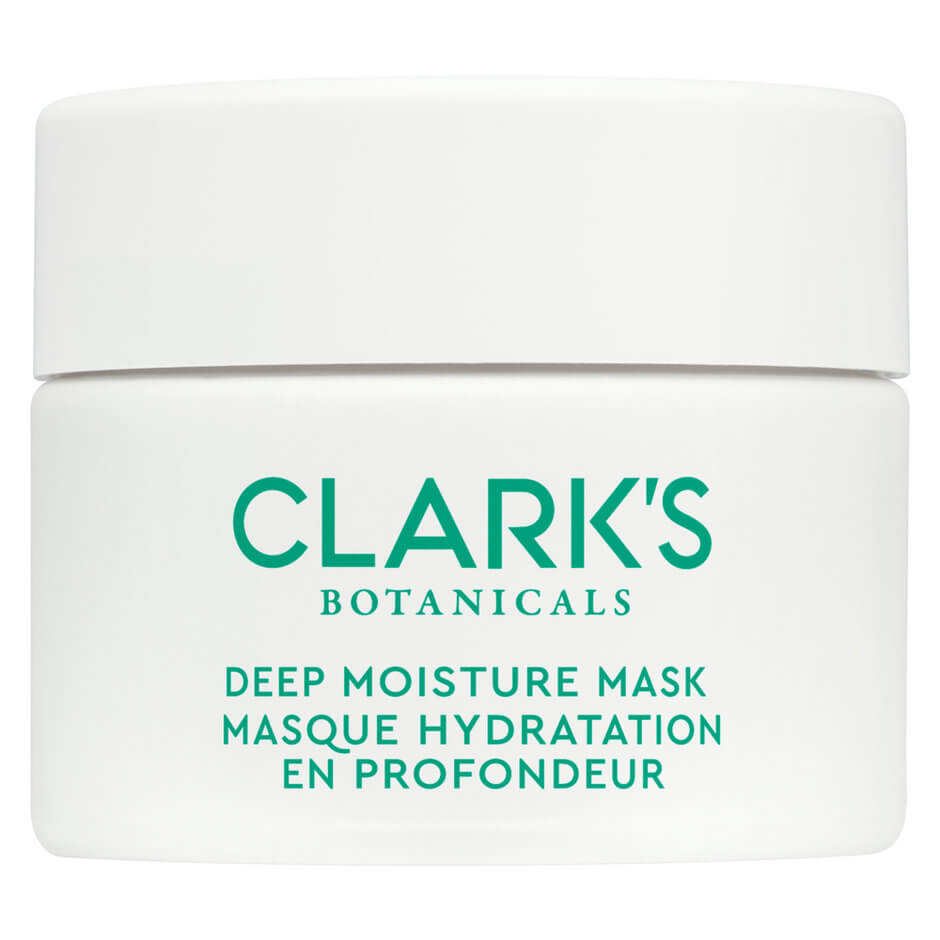 CLARK'S
BOTANICALS
DEEP MOISTURE MASK
MASQUE HYDRATATION
EN PROFONDEUR